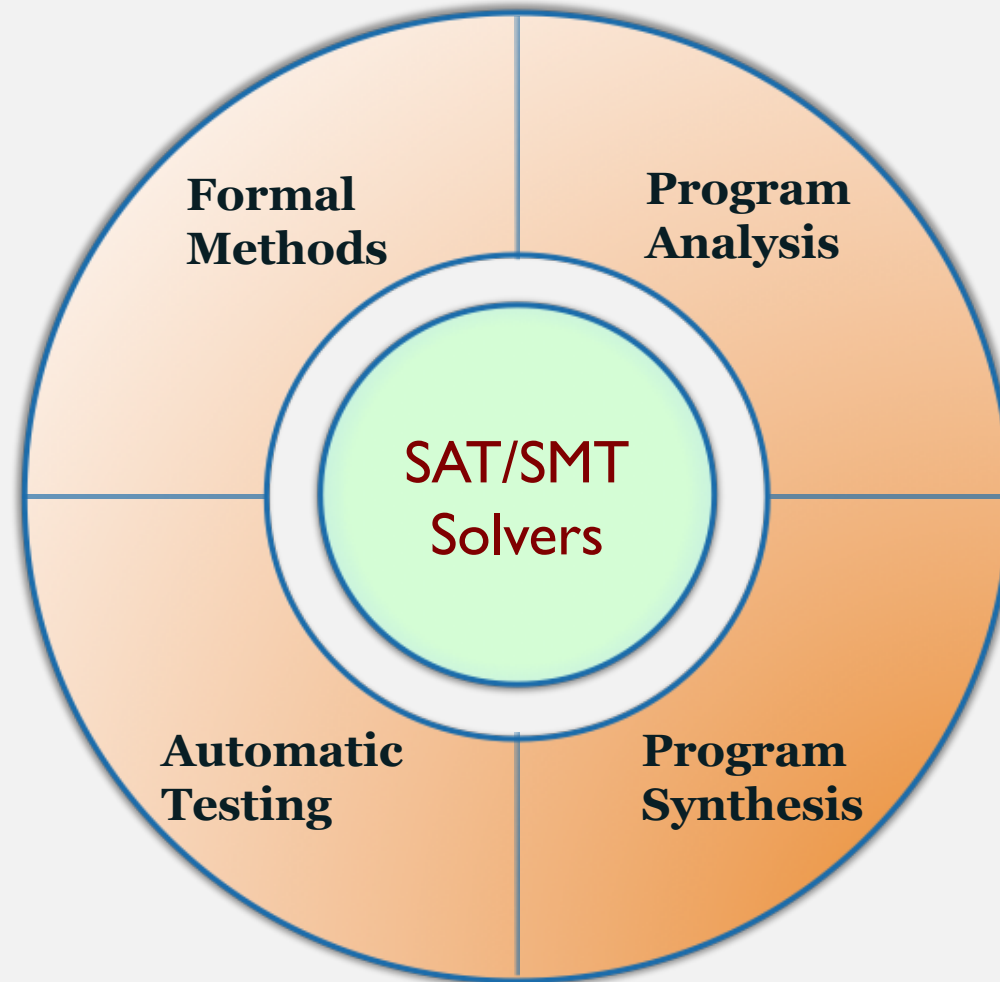 Formal
Methods
Program
Analysis
SAT/SMT
Solvers
Automatic
Testing
Program
Synthesis